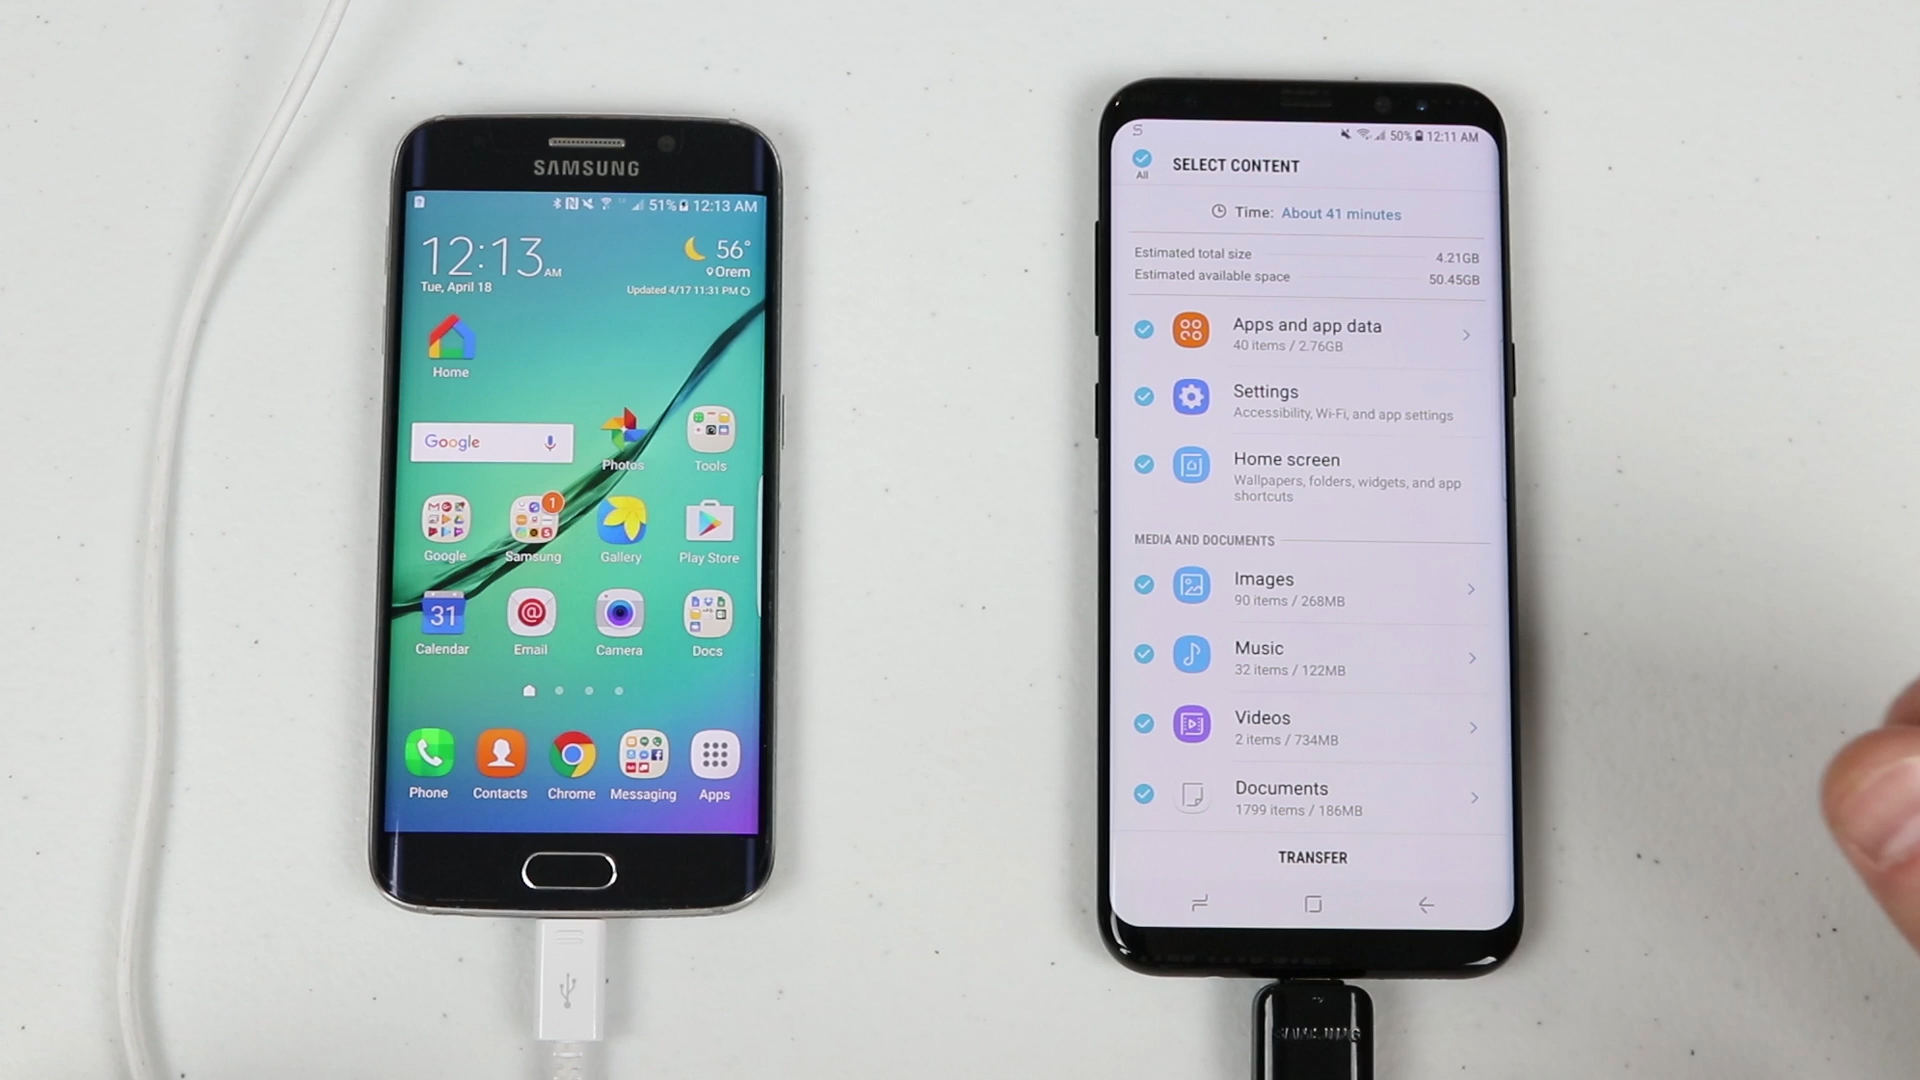 SAMSUNG
51% 12:13 AM
12:13 AM
Tue, April 18
56°
Orem
Updated 4/17 11:31 PM
Home
Google
Photos
Tools
1
Google
Samsung
Gallery
Play Store
31
Calendar
Email
Camera
Docs
Phone
Contacts
Chrome
Messaging
Apps
50% 12:11 AM
All
SELECT CONTENT
Time: About 41 minutes
Estimated total size 4.21GB
Estimated available space 50.45GB
Apps and app data
40 items / 2.76GB
Settings
Accessibility, Wi-Fi, and app settings
Home screen
Wallpapers, folders, widgets, and app
shortcuts
MEDIA AND DOCUMENTS
Images
90 items / 268MB
Music
32 items / 122MB
Videos
2 items / 734MB
Documents
1799 items / 186MB
TRANSFER
SAMSUNG